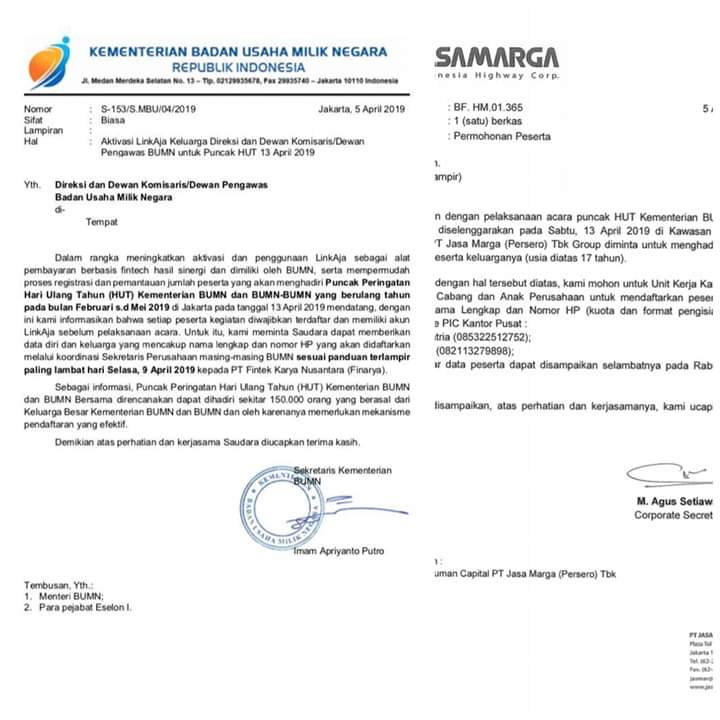 KEMENTERIAN BADAN USAHA MILIK NEGARA
REPUBLIK INDONESIA
Jl. Medan Merdeka Selatan No. 13 – Tlp. 02129935678, Fax 29935740 – Jakarta 10110 Indonesia
Nomor : S-153/S.MBU/04/2019 Jakarta, 5 April 2019
Sifat : Biasa
Lampiran :
Hal : Aktivasi LinkAja Keluarga Direksi dan Dewan Komisaris/Dewan
Pengawas BUMN untuk Puncak HUT 13 April 2019
Yth. Direksi dan Dewan Komisaris/Dewan Pengawas
Badan Usaha Milik Negara
di-
Tempat
Dalam rangka meningkatkan aktivasi dan penggunaan LinkAja sebagai alat
pembayaran berbasis fintech hasil sinergi dan dimiliki oleh BUMN, serta mempermudah
proses registrasi dan pemantauan jumlah peserta yang akan menghadiri Puncak Peringatan
Hari Ulang Tahun (HUT) Kementerian BUMN dan BUMN-BUMN yang berulang tahun
pada bulan Februari s.d Mei 2019 di Jakarta pada tanggal 13 April 2019 mendatang, dengan
ini kami informasikan bahwa setiap peserta kegiatan diwajibkan terdaftar dan memiliki akun
LinkAja sebelum pelaksanaan acara. Untuk itu, kami meminta Saudara dapat memberikan
data diri dan keluarga yang mencakup nama lengkap dan nomor HP yang akan didaftarkan
melalui koordinasi Sekretaris Perusahaan masing-masing BUMN sesuai panduan terlampir
paling lambat hari Selasa, 9 April 2019 kepada PT Fintek Karya Nusantara (Finarya).
Sebagai informasi, Puncak Peringatan Hari Ulang Tahun (HUT) Kementerian BUMN
dan BUMN Bersama direncanakan dapat dihadiri sekitar 150.000 orang yang berasal dari
Keluarga Besar Kementerian BUMN dan BUMN dan oleh karenanya memerlukan mekanisme
pendaftaran yang efektif.
Demikian atas perhatian dan kerjasama Saudara diucapkan terima kasih.
Sekretaris Kementerian
BUMN
BADAN USAHA MILIK NEGARA
Imam Apriyanto Putro
Tembusan, Yth.:
1. Menteri BUMN;
2. Para pejabat Eselon I.
SAMARGA
nesia Highway Corp.
: BF. HM.01.365 5 A
: 1 (satu) berkas
: Permohonan Peserta
n.
ampir)
n dengan pelaksanaan acara puncak HUT Kementerian BU
diselenggarakan pada Sabtu, 13 April 2019 di Kawasan
PT Jasa Marga (Persero) Tbk Group diminta untuk menghad
eserta keluarganya (usia diatas 17 tahun).
dengan hal tersebut diatas, kami mohon untuk Unit Kerja Ka
Cabang dan Anak Perusahaan untuk mendaftarkan peser
ama Lengkap dan Nomor HP (kuota dan format pengisia
e PIC Kantor Pusat :
tria (085322512752);
(082113279898);
ar data peserta dapat disampaikan selambatnya pada Rab
disampaikan, atas perhatian dan kerjasamanya, kami ucap
M. Agus Setiaw
Corporate Secret
n :
uman Capital PT Jasa Marga (Persero) Tbk
PT JASA
Plaza Tol
Jakarta 1
Tel. (62-
Fax. (62-
jasmar@
www.jas